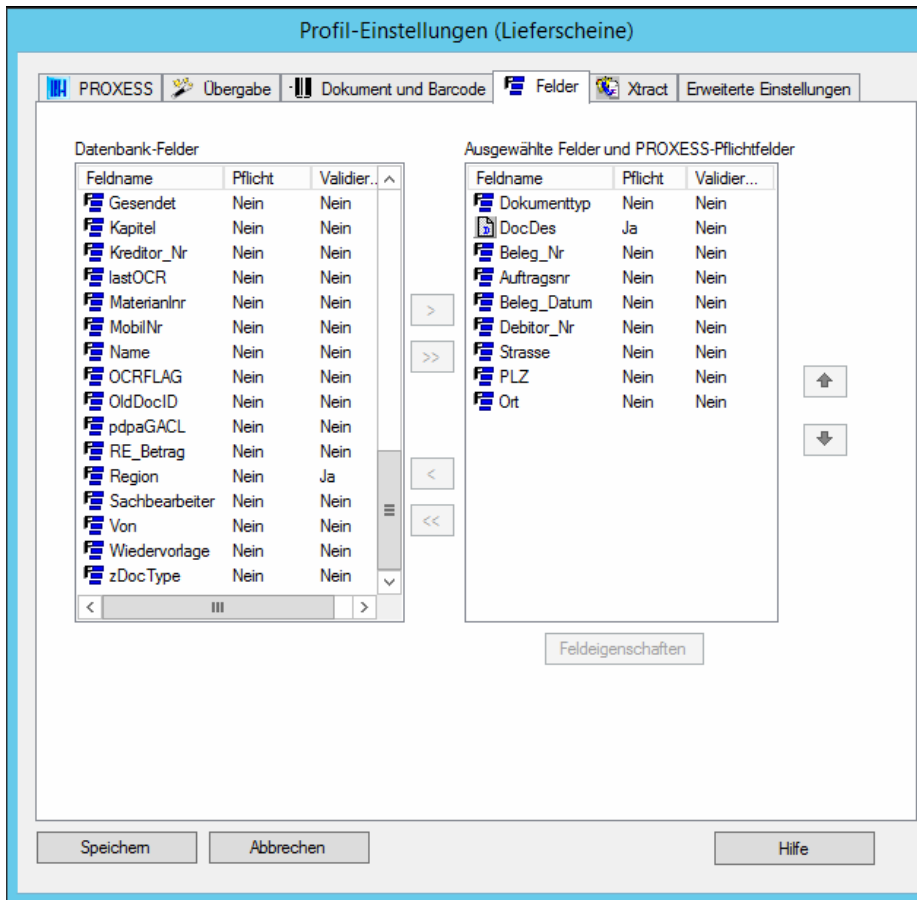 Profil-Einstellungen (Lieferscheine)
PROXESS Übergabe Dokument und Barcode Felder Xtract Erweiterte Einstellungen
Datenbank-Felder
Feldname Pflicht Validier..
Gesendet Nein Nein
Kapitel Nein Nein
Kreditor_Nr Nein Nein
lastOCR Nein Nein
Materianlnr Nein Nein
MobilNr Nein Nein
Name Nein Nein
OCRFLAG Nein Nein
OldDocID Nein Nein
pdpaGACL Nein Nein
RE_Betrag Nein Nein
Region Nein Ja
Sachbearbeiter Nein Nein
Von Nein Nein
Wiedervorlage Nein Nein
zDocType Nein Nein
>
>>
<
<<
Ausgewählte Felder und PROXESS-Pflichtfelder
Feldname Pflicht Validier...
Dokumenttyp Nein Nein
DocDes Ja Nein
Beleg_Nr Nein Nein
Auftragsnr Nein Nein
Beleg_Datum Nein Nein
Debitor_Nr Nein Nein
Strasse Nein Nein
PLZ Nein Nein
Ort Nein Nein
Feldeigenschaften
Speichern Abbrechen Hilfe